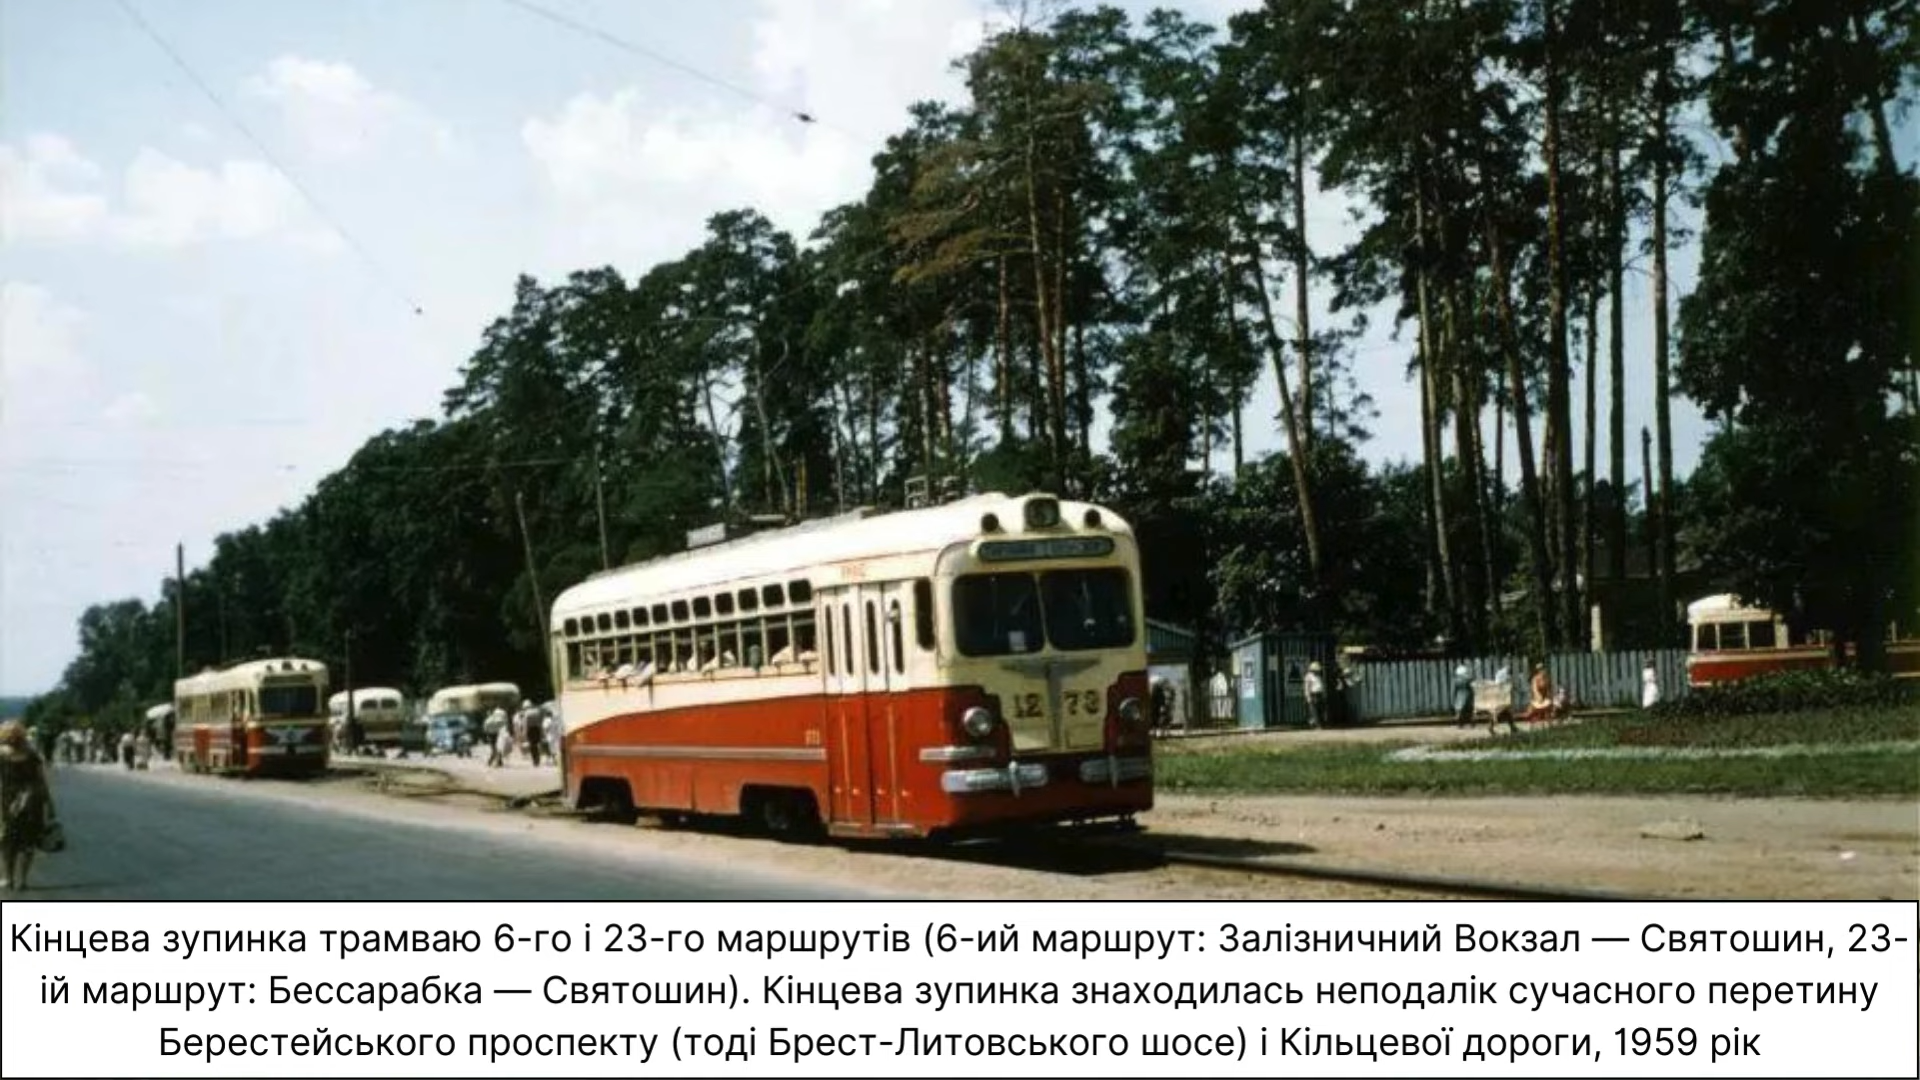 12 73
Кінцева зупинка трамваю 6-го і 23-го маршрутів (6-ий маршрут: Залізничний Вокзал — Святошин, 23-
ій маршрут: Бессарабка — Святошин). Кінцева зупинка знаходилась неподалік сучасного перетину
Берестейського проспекту (тоді Брест-Литовського шосе) і Кільцевої дороги, 1959 рік